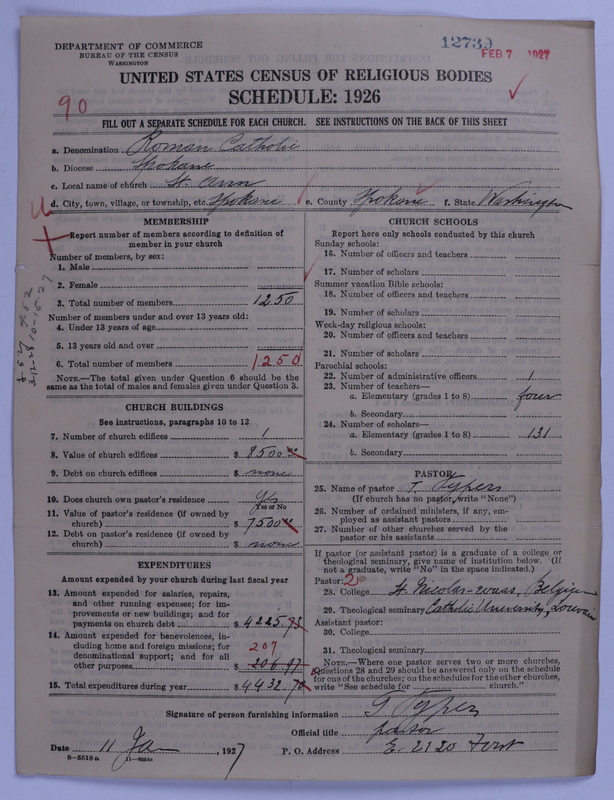 DEPARTMENT OF COMMERCE
BUREAU OF THE CENSUS
WASHINGTON
12739
FEB 7 1927
UNITED STATES CENSUS OF RELIGIOUS BODIES
SCHEDULE: 1926
90
FILL OUT A SEPARATE SCHEDULE FOR EACH CHURCH. SEE INSTRUCTIONS ON THE BACK OF THIS SHEET
a. Denomination Roman Catholic
b. Diocese Spokane
c. Local name of church St. Ann
d. City, town, village, or township, etc. Spokane e. County Spokane f. State Washington
MEMBERSHIP
Report number of members according to definition of member in your church
Number of members, by sex:
1. Male
2. Female
3. Total number of members 1250
Number of members under and over 13 years old:
4. Under 13 years of age
5. 13 years old and over
6. Total number of members 1250
NOTE.—The total given under Question 6 should be the same as the total of males and females given under Question 3.
CHURCH BUILDINGS
See instructions, paragraphs 10 to 12
7. Number of church edifices 1
8. Value of church edifices $ 8500.00
9. Debt on church edifices $ none
10. Does church own pastor's residence Yes
Yes or No
11. Value of pastor's residence (if owned by church) $ 7500.00
12. Debt on pastor's residence (if owned by church) $ none
EXPENDITURES
Amount expended by your church during last fiscal year
13. Amount expended for salaries, repairs, and other running expenses; for improvements or new buildings; and for payments on church debt $ 4225.73
14. Amount expended for benevolences, including home and foreign missions; for denominational support; and for all other purposes 207
$ 206.97
15. Total expenditures during year $ 4432.70
CHURCH SCHOOLS
Report here only schools conducted by this church
Sunday schools:
16. Number of officers and teachers
17. Number of scholars
Summer vacation Bible schools:
18. Number of officers and teachers
19. Number of scholars
Week-day religious schools:
20. Number of officers and teachers
21. Number of scholars
Parochial schools:
22. Number of administrative officers 1
23. Number of teachers—
a. Elementary (grades 1 to 8) four
b. Secondary
24. Number of scholars—
a. Elementary (grades 1 to 8) 131
b. Secondary
PASTOR
25. Name of pastor T. Sypers
(If church has no pastor, write "None")
26. Number of ordained ministers, if any, employed as assistant pastors
27. Number of other churches served by the pastor or his assistants
If pastor (or assistant pastor) is a graduate of a college or theological seminary, give name of institution below. (If not a graduate, write "No" in the space indicated.)
Pastor: 2
28. College St. Nicolas-waas, Belgium
29. Theological seminary Catholic University, Louvain
Assistant pastor:
30. College
31. Theological seminary
NOTE.—Where one pastor serves two or more churches, Questions 28 and 29 should be answered only on the schedule for one of the churches; on the schedules for the other churches, write "See schedule for church."
Signature of person furnishing information T Sypers
Official title pastor
Date 11 Jan, 1927 P. O. Address E. 2120 First
8—5518a 11—9554c